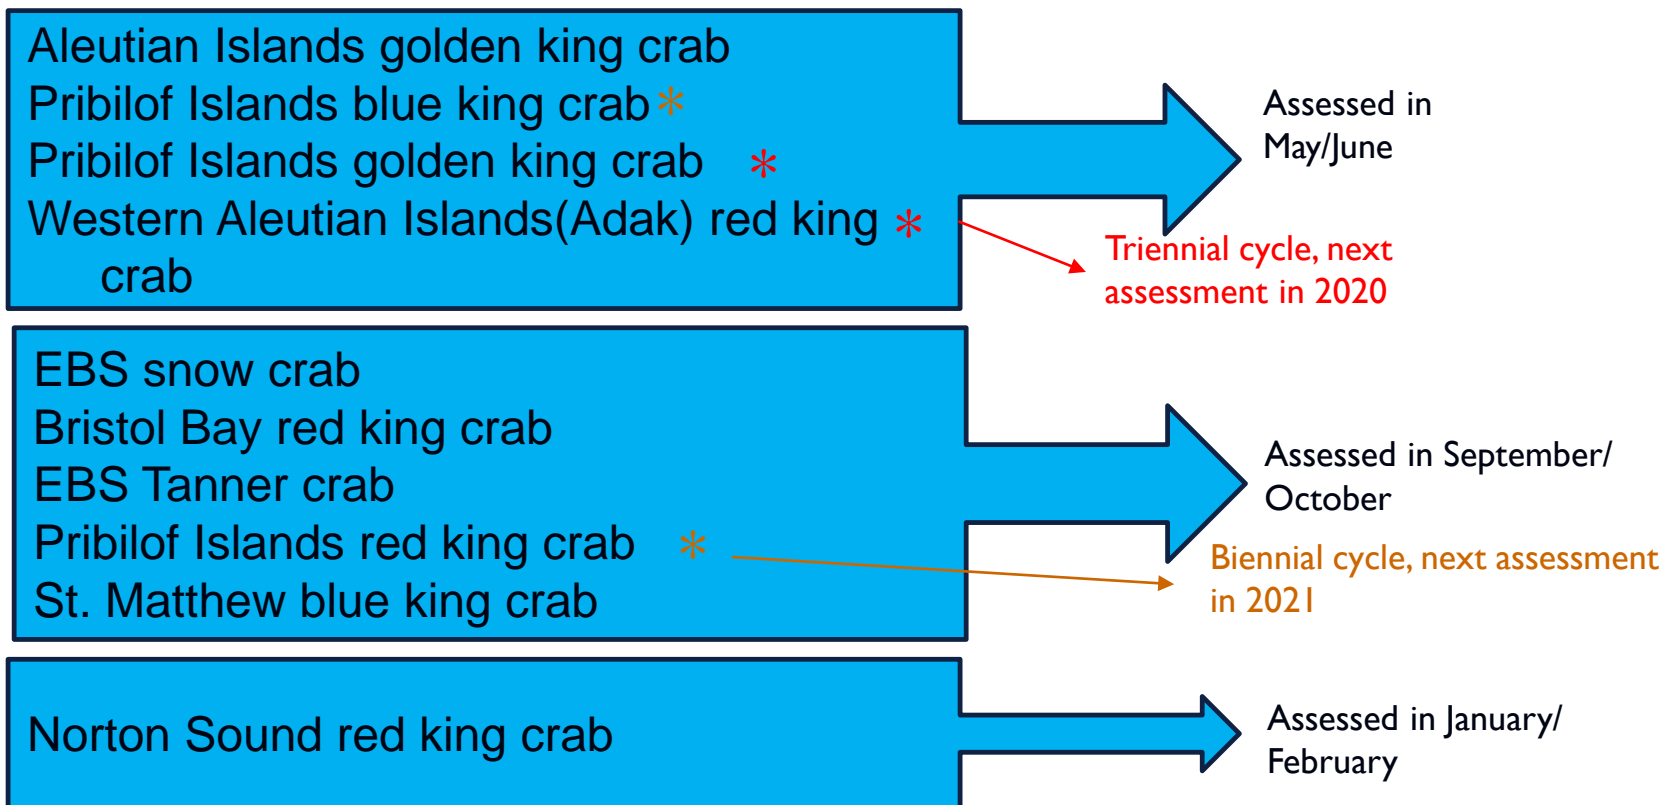 Aleutian Islands golden king crab
Pribilof Islands blue king crab*
Pribilof Islands golden king crab *
Western Aleutian Islands(Adak) red king *
crab
Assessed in
May/June
Triennial cycle, next
assessment in 2020
EBS snow crab
Bristol Bay red king crab
EBS Tanner crab
Pribilof Islands red king crab *
St. Matthew blue king crab
Assessed in September/
October
Biennial cycle, next assessment
in 2021
Norton Sound red king crab
Assessed in January/
February